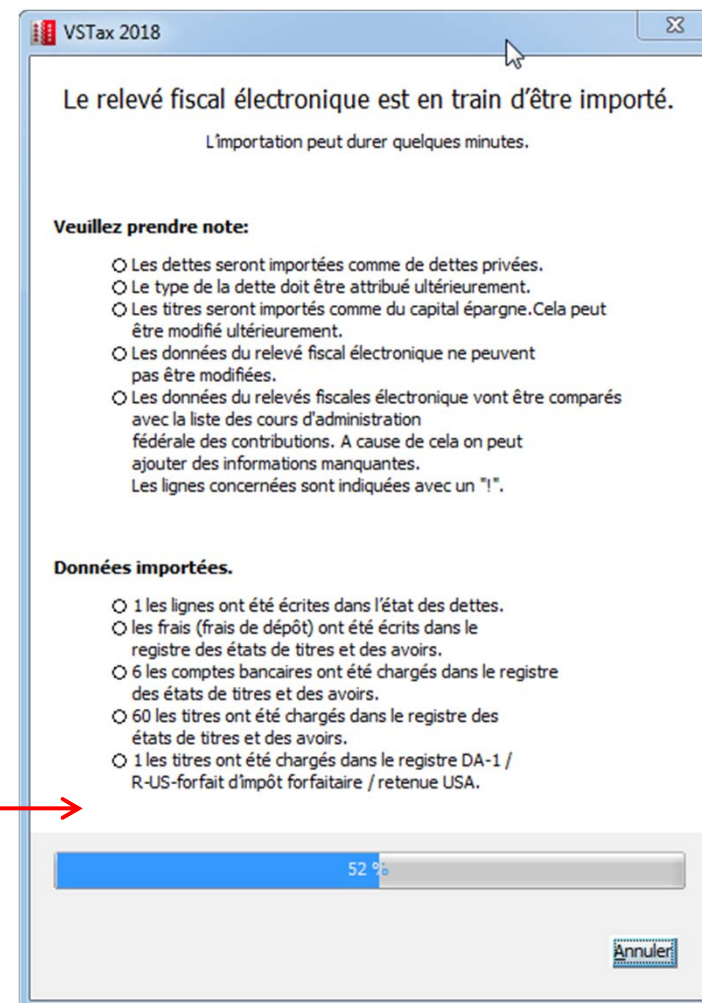 VSTax 2018
Le relevé fiscal électronique est en train d'être importé.
L'importation peut durer quelques minutes.
Veuillez prendre note:
Les dettes seront importées comme de dettes privées.
Le type de la dette doit être attribué ultérieurement.
Les titres seront importés comme du capital épargne.Cela peut
être modifié ultérieurement.
Les données du relevé fiscal électronique ne peuvent
pas être modifiées.
Les données du relevés fiscales électronique vont être comparés
avec la liste des cours d'administration
fédérale des contributions. A cause de cela on peut
ajouter des informations manquantes.
Les lignes concernées sont indiquées avec un "!".
Données importées.
1 les lignes ont été écrites dans l'état des dettes.
les frais (frais de dépôt) ont été écrits dans le
registre des états de titres et des avoirs.
6 les comptes bancaires ont été chargés dans le registre
des états de titres et des avoirs.
60 les titres ont été chargés dans le registre des
états de titres et des avoirs.
1 les titres ont été chargés dans le registre DA-1 /
R-US-forfait d'impôt forfaitaire / retenue USA.
52 %
Annuler